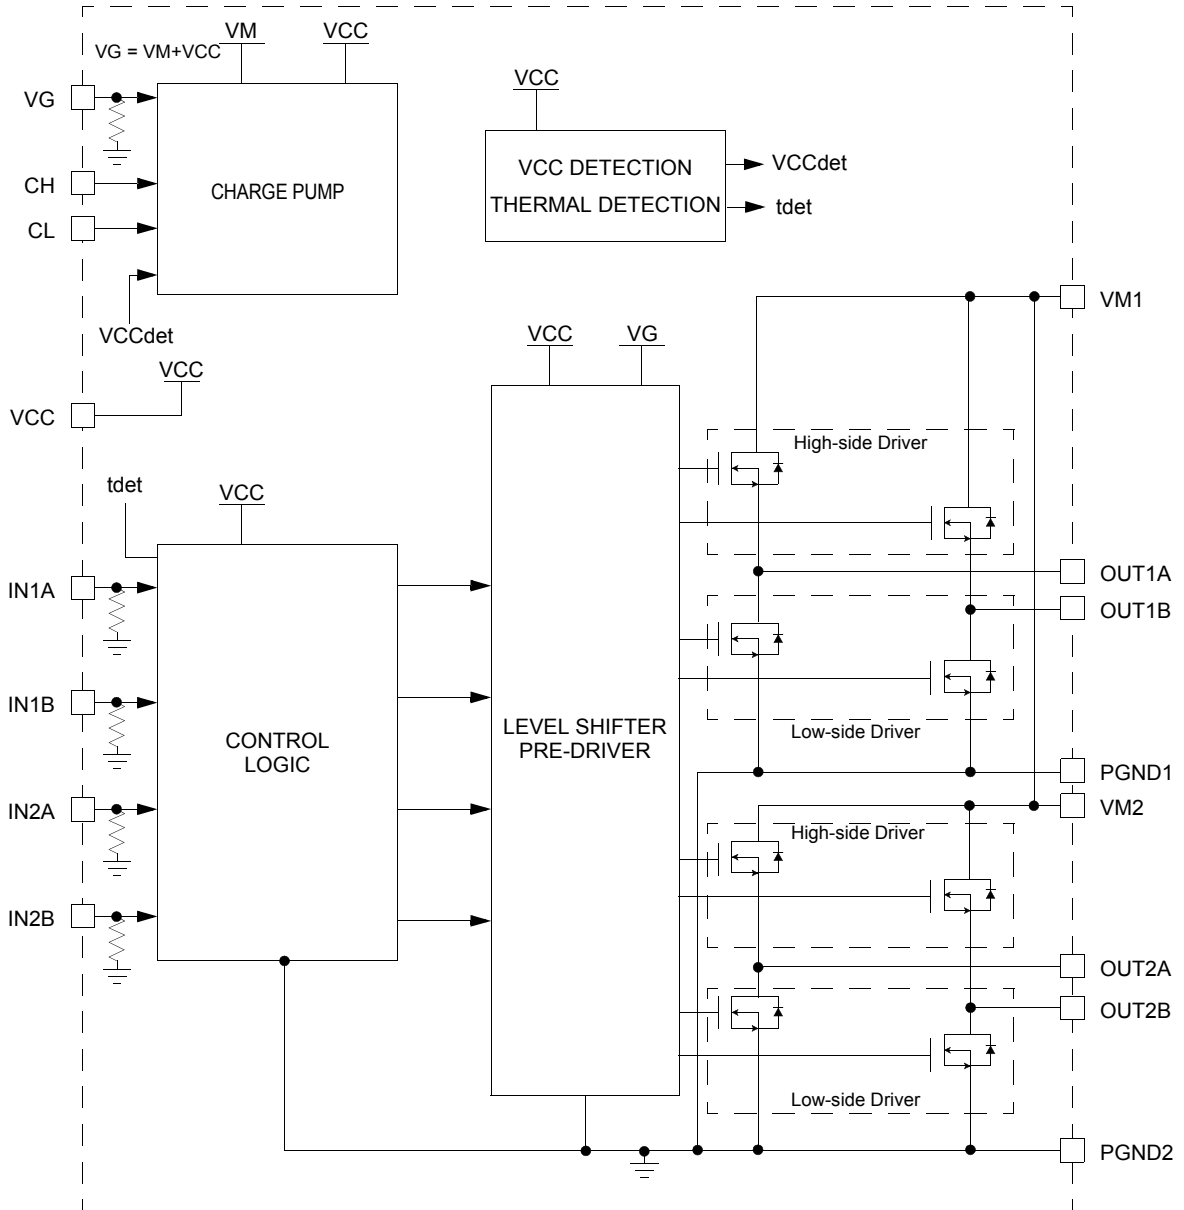 VG = VM+VCC
VM
VCC
VG
CH
CL
CHARGE PUMP
VCCdet
VCC
VCC DETECTION
THERMAL DETECTION
VCCdet
tdet
VM1
VCC
VCC
VCC
VG
High-side Driver
tdet
VCC
IN1A
IN1B
IN2A
IN2B
CONTROL
LOGIC
LEVEL SHIFTER
PRE-DRIVER
OUT1A
OUT1B
Low-side Driver
PGND1
VM2
High-side Driver
OUT2A
OUT2B
Low-side Driver
PGND2